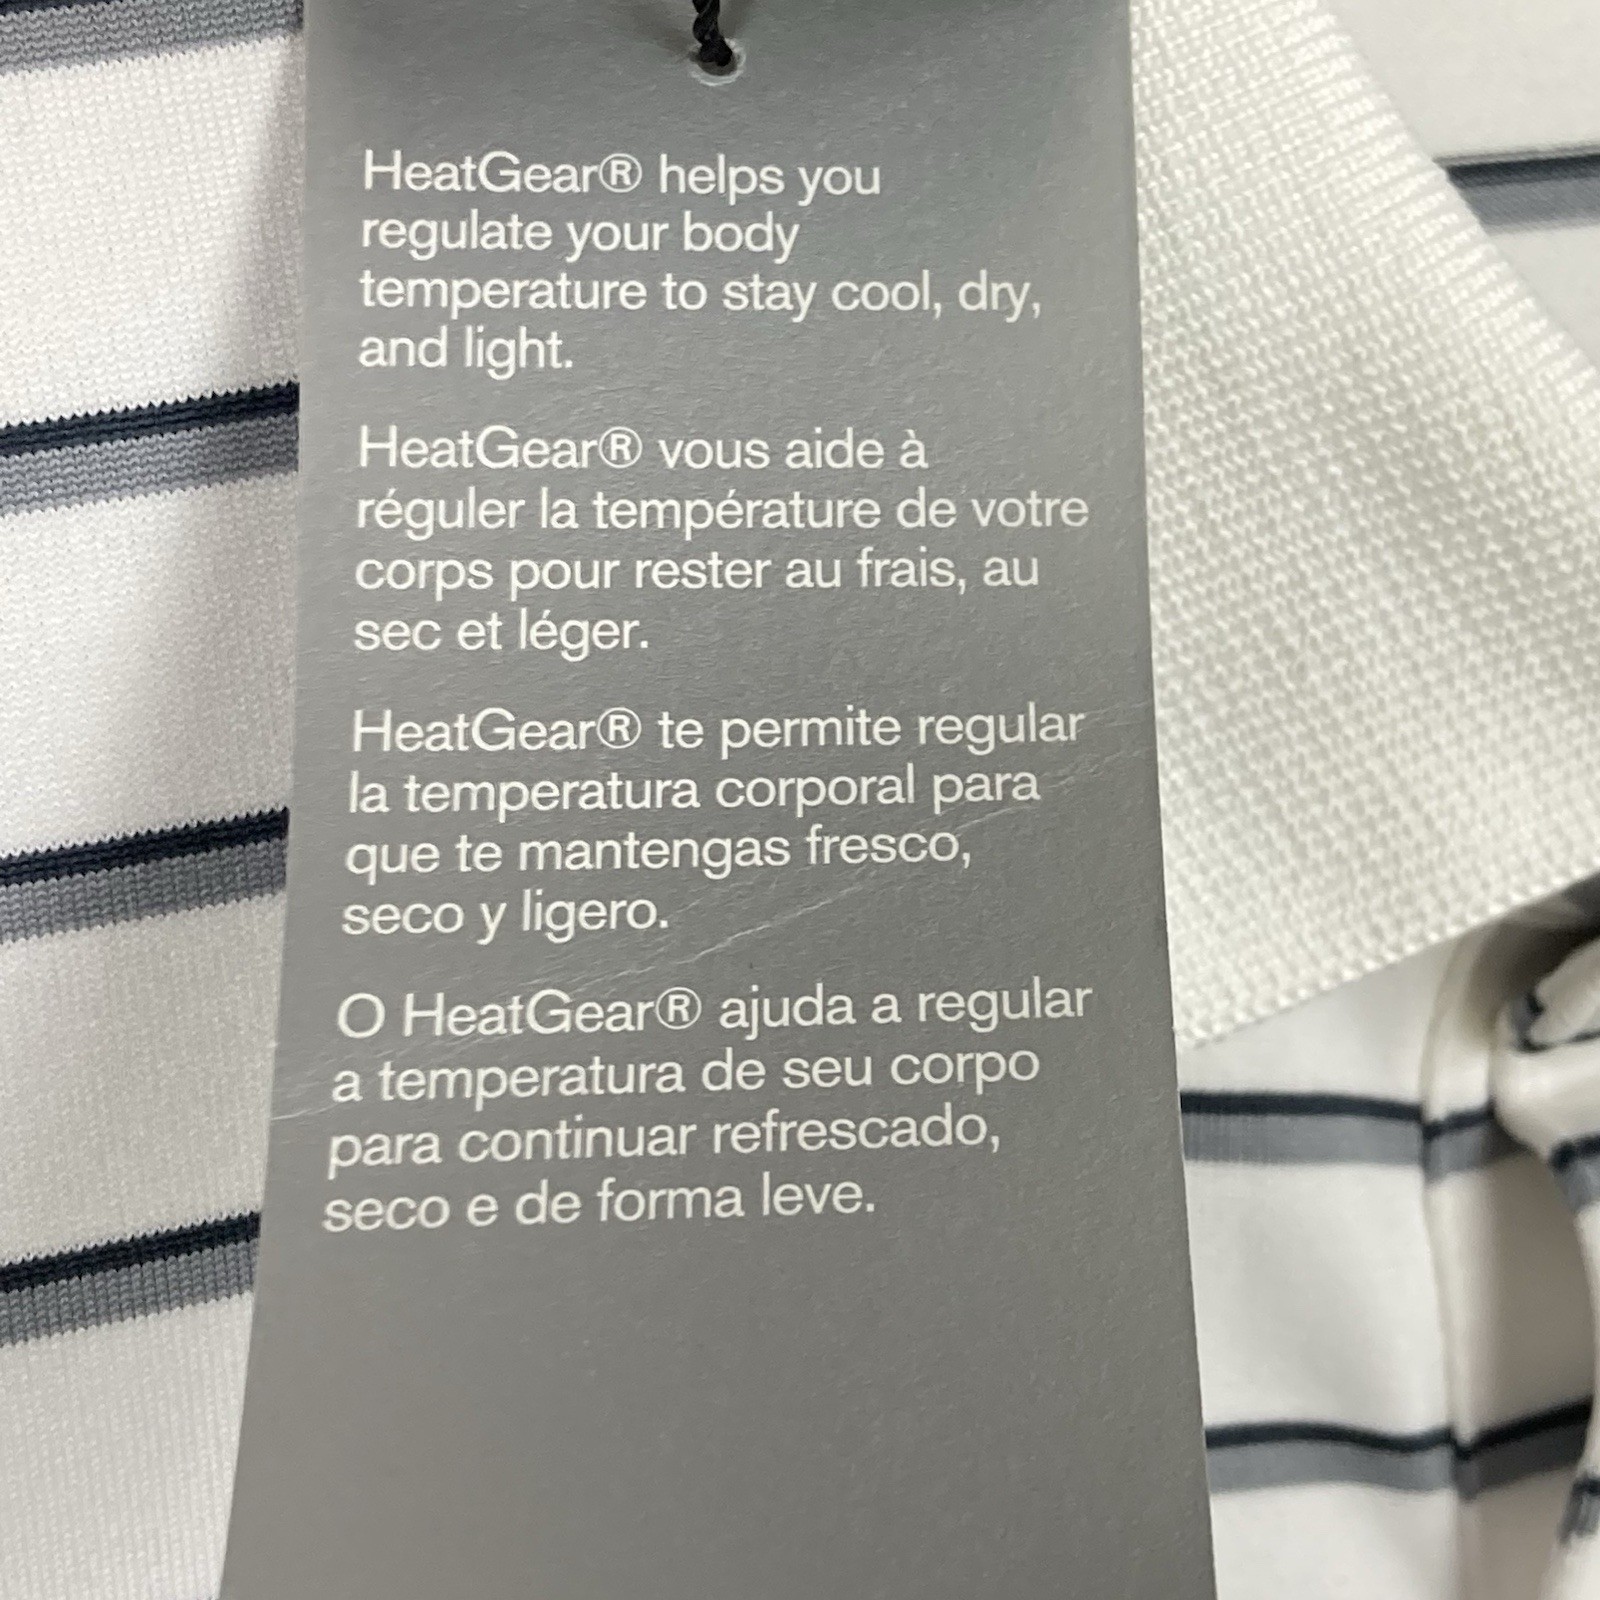 HeatGear® helps you
regulate your body
temperature to stay cool, dry,
and light.
HeatGear® vous aide à
réguler la température de votre
corps pour rester au frais, au
sec et léger.
HeatGear® te permite regular
la temperatura corporal para
que te mantengas fresco,
seco y ligero.
O HeatGear® ajuda a regular
a temperatura de seu corpo
para continuar refrescado,
seco e de forma leve.